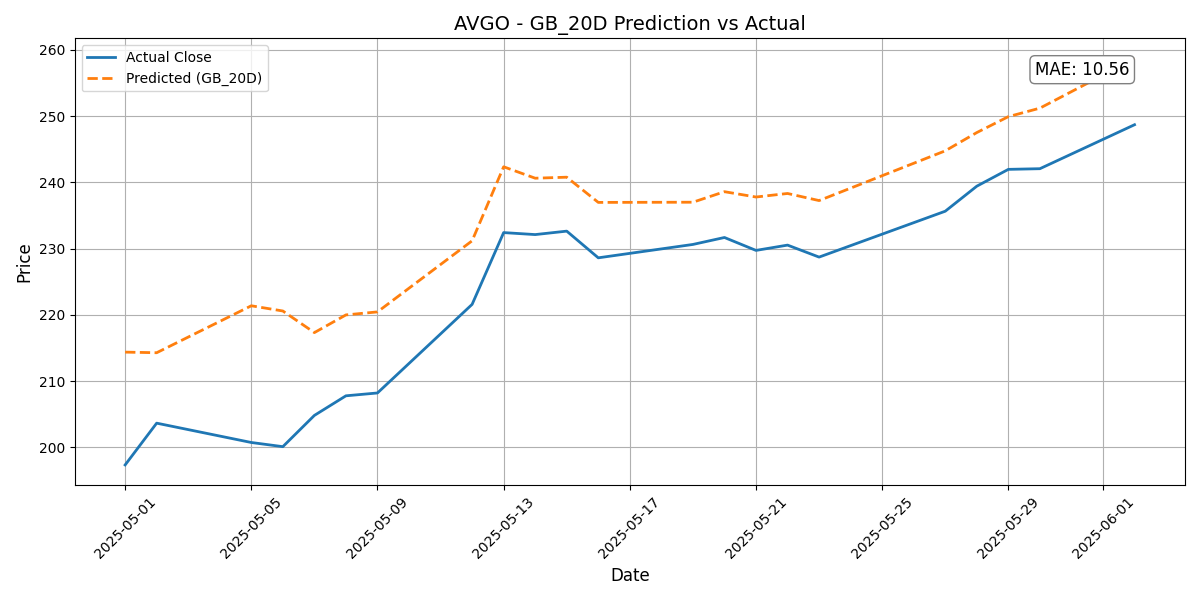 AVGO - GB_20D Prediction vs Actual
Actual Close
Predicted (GB_20D)
MAE: 10.56
Price
260
250
240
230
220
210
200
2025-05-01
2025-05-05
2025-05-09
2025-05-13
2025-05-17
2025-05-21
2025-05-25
2025-05-29
2025-06-01
Date